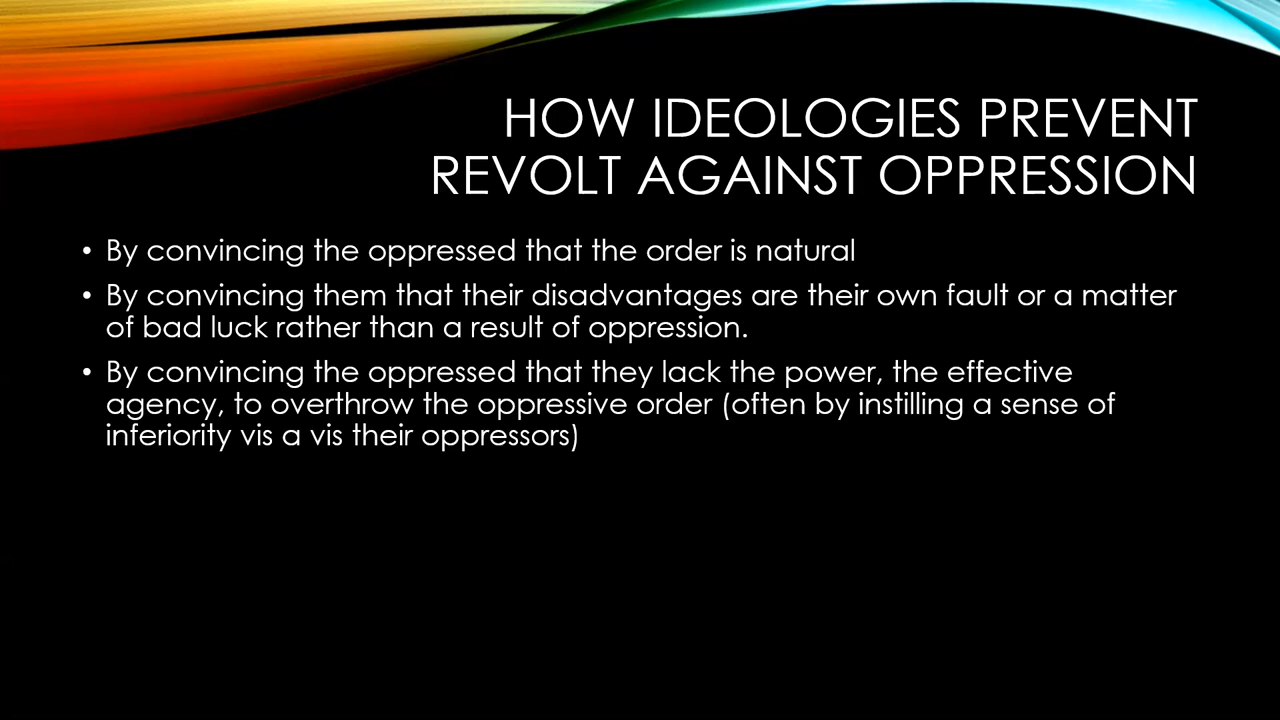 HOW IDEOLOGIES PREVENT
REVOLT AGAINST OPPRESSION
• By convincing the oppressed that the order is natural
• By convincing them that their disadvantages are their own fault or a matter
of bad luck rather than a result of oppression.
• By convincing the oppressed that they lack the power, the effective
agency, to overthrow the oppressive order (often by instilling a sense of
inferiority vis a vis their oppressors)